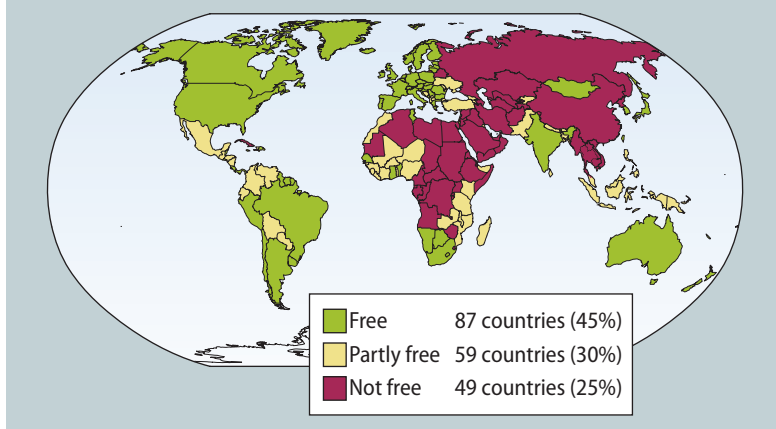 Free 87 countries (45%)
Partly free 59 countries (30%)
Not free 49 countries (25%)